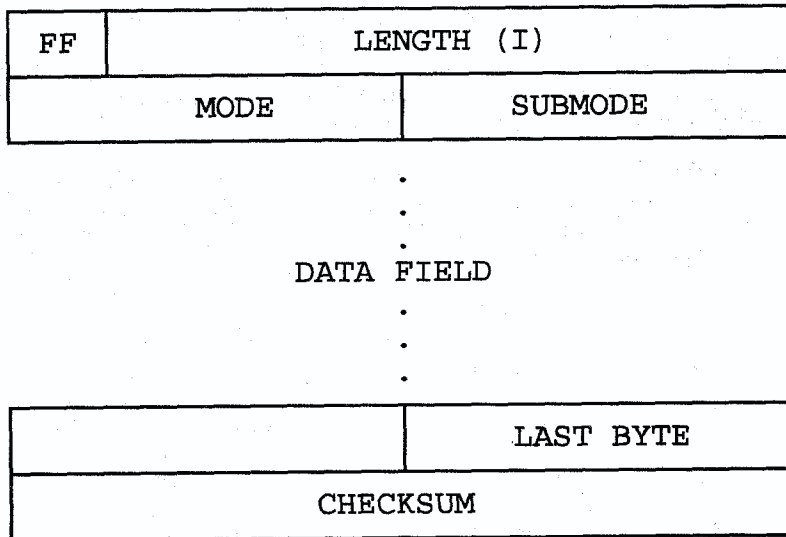 FF LENGTH (I)
MODE SUBMODE
DATA FIELD
LAST BYTE
CHECKSUM